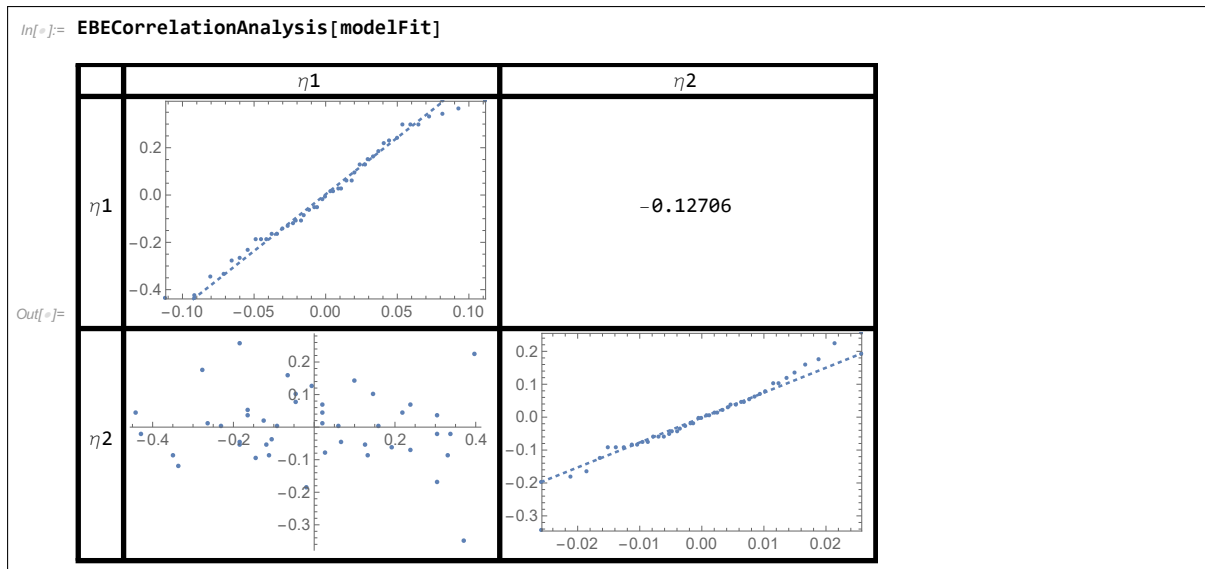 In[◦]:= EBECorrelationAnalysis[modelFit]
η1 η2
0.2
0.0
−0.2
−0.4
−0.10 −0.05 0.00 0.05 0.10
η1
−0.12706
Out[◦]=
η2
0.2
0.1
−0.4 −0.2 0.2 0.4
−0.1
−0.2
−0.3
0.2
0.1
0.0
−0.1
−0.2
−0.3
−0.02 −0.01 0.00 0.01 0.02